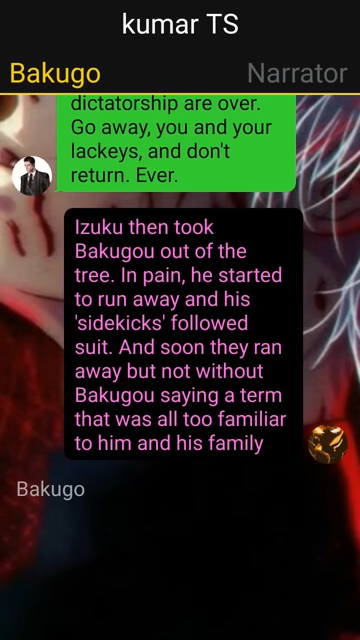 kumar TS
Bakugo
Narrator
dictatorship are over.
Go away, you and your
lackeys, and don't
return. Ever.
Izuku then took
Bakugou out of the
tree. In pain, he started
to run away and his
'sidekicks' followed
suit. And soon they ran
away but not without
Bakugou saying a term
that was all too familiar
to him and his family
Bakugo